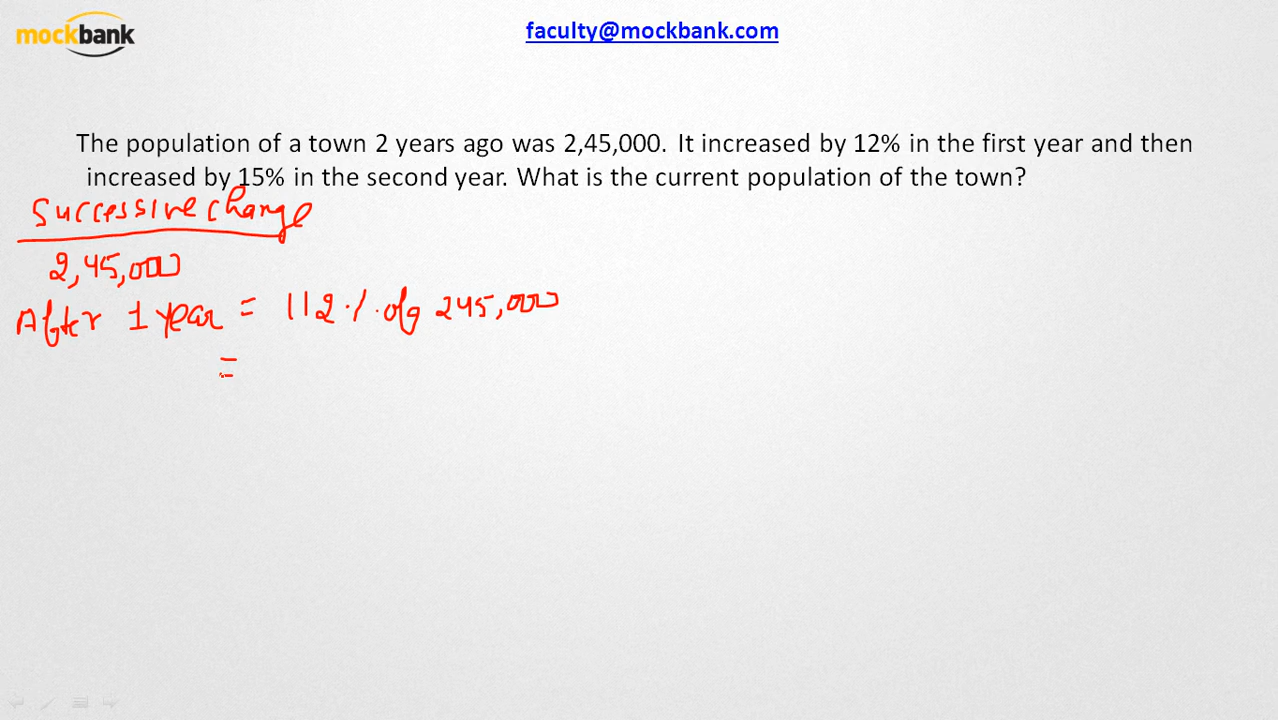 mockbank
faculty@mockbank.com
The population of a town 2 years ago was 2,45,000. It increased by 12% in the first year and then
increased by 15% in the second year. What is the current population of the town?
Successive change
2,45,000
After 1 year = 112 % of 245,000
=